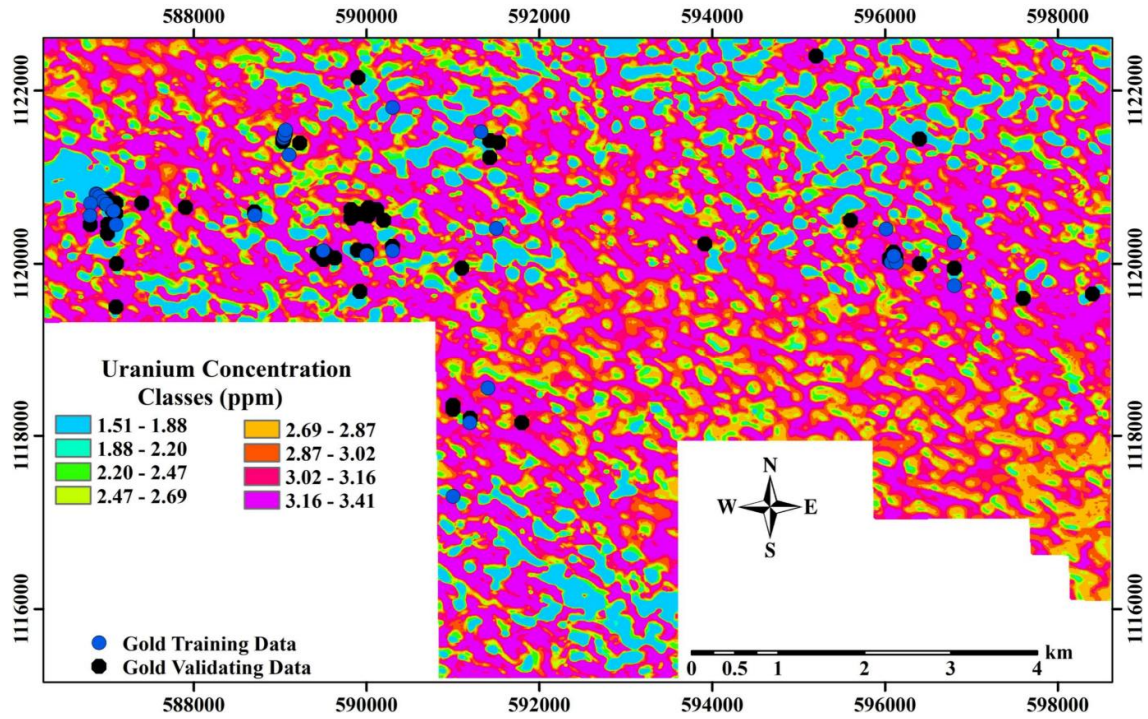 588000 590000 592000 594000 596000 598000
1122000 1122000
1120000 1120000
1118000 1118000
1116000 1116000
Uranium Concentration
Classes (ppm)
1.51 - 1.88 2.69 - 2.87
1.88 - 2.20 2.87 - 3.02
2.20 - 2.47 3.02 - 3.16
2.47 - 2.69 3.16 - 3.41
N
W E
S
Gold Training Data
Gold Validating Data
km
0 0.5 1 2 3 4
588000 590000 592000 594000 596000 598000